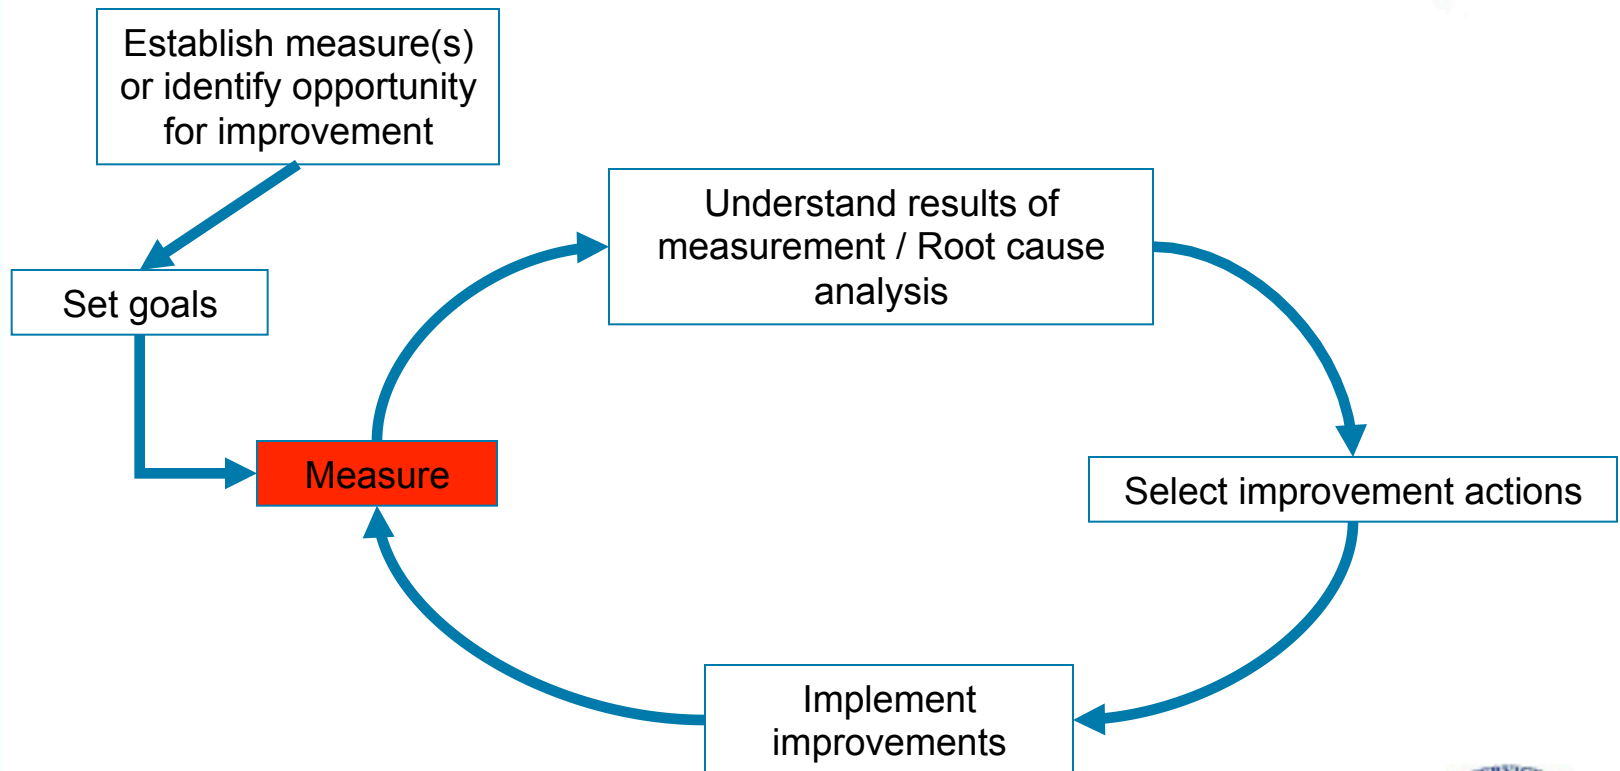 Establish measure(s)
or identify opportunity
for improvement
Understand results of
measurement / Root cause
analysis
Set goals
Measure
Select improvement actions
Implement
improvements